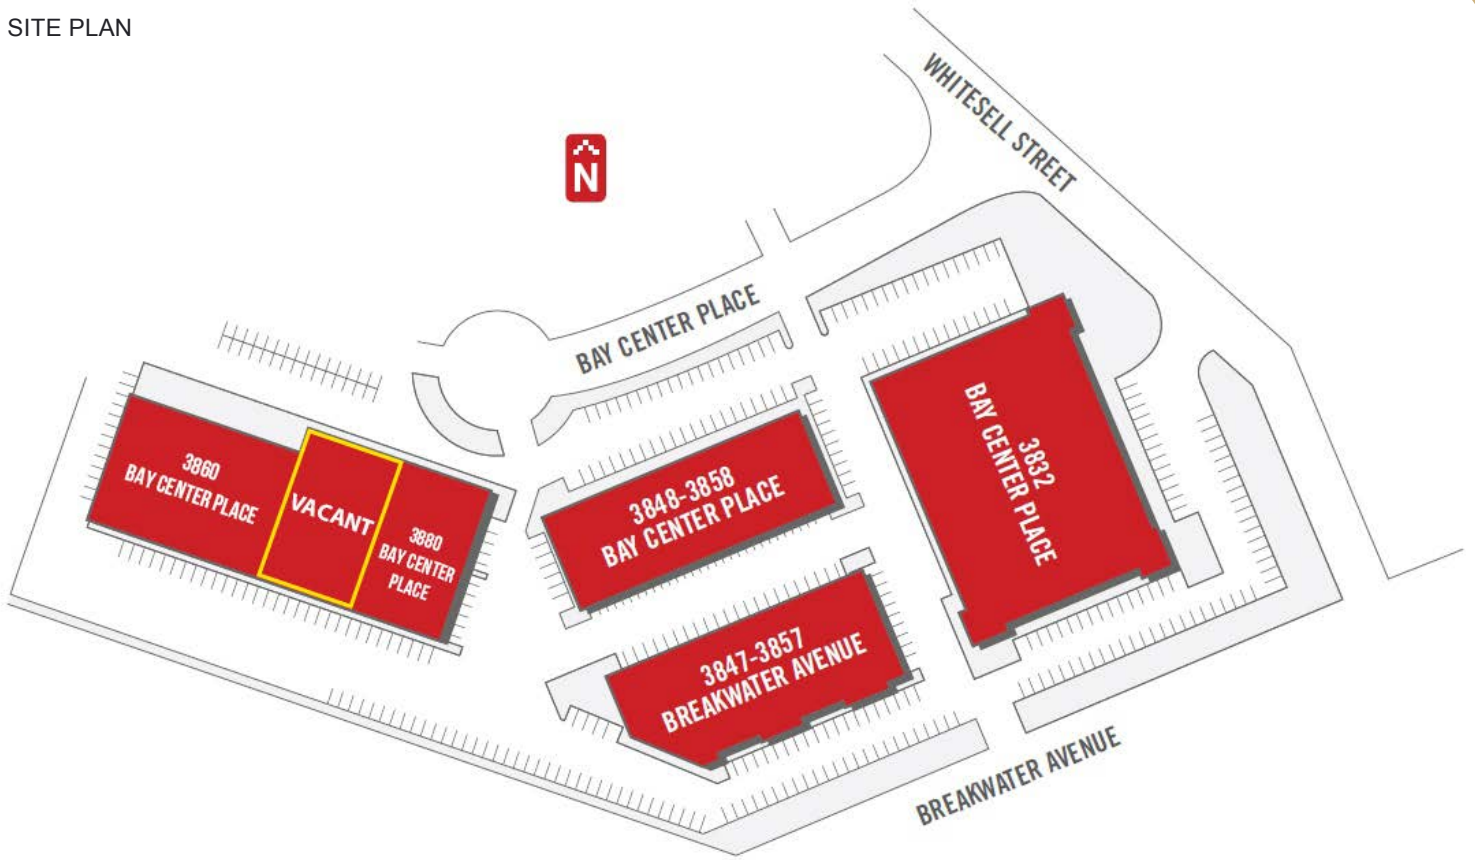 SITE PLAN
WHITESELL STREET
N
BAY CENTER PLACE
3860
BAY CENTER PLACE
VACANT
3880
BAY CENTER
PLACE
3848-3858
BAY CENTER PLACE
3832
BAY CENTER PLACE
3847-3857
BREAKWATER AVENUE
BREAKWATER AVENUE